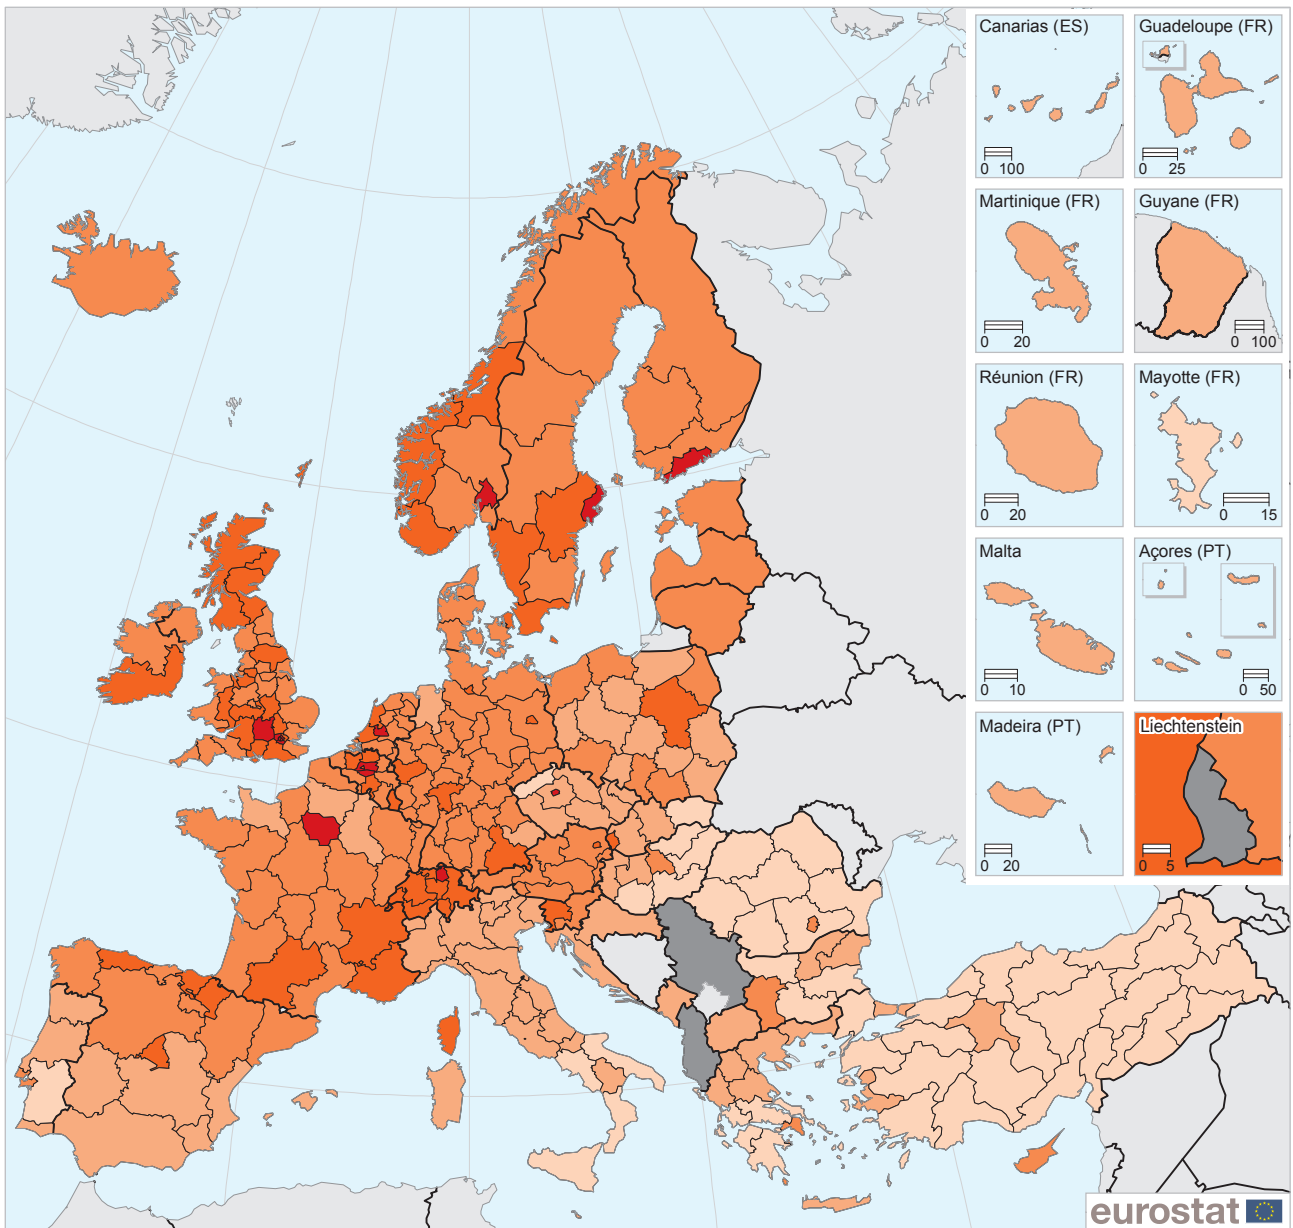 Canarias (ES)
0 100
Guadeloupe (FR)
0 25
Martinique (FR)
0 20
Guyane (FR)
0 100
Réunion (FR)
0 20
Mayotte (FR)
0 15
Malta
0 10
Açores (PT)
0 50
Madeira (PT)
0 20
Liechtenstein
0 5
eurostat